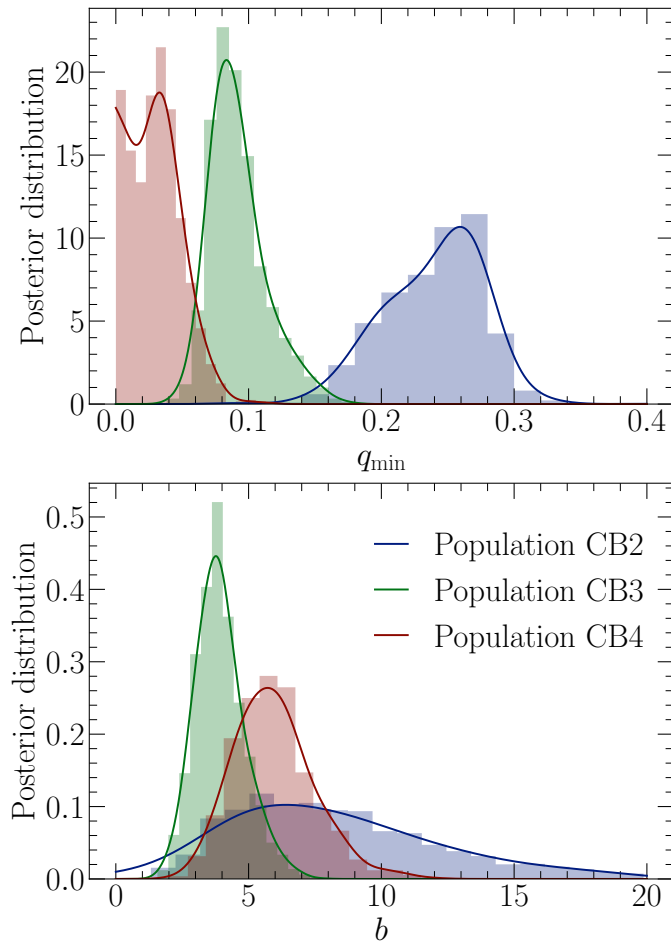 Posterior distribution
20
15
10
5
0
0.0 0.1 0.2 0.3 0.4
q_min
Posterior distribution
0.5
0.4
0.3
0.2
0.1
0.0
Population CB2
Population CB3
Population CB4
0 5 10 15 20
b